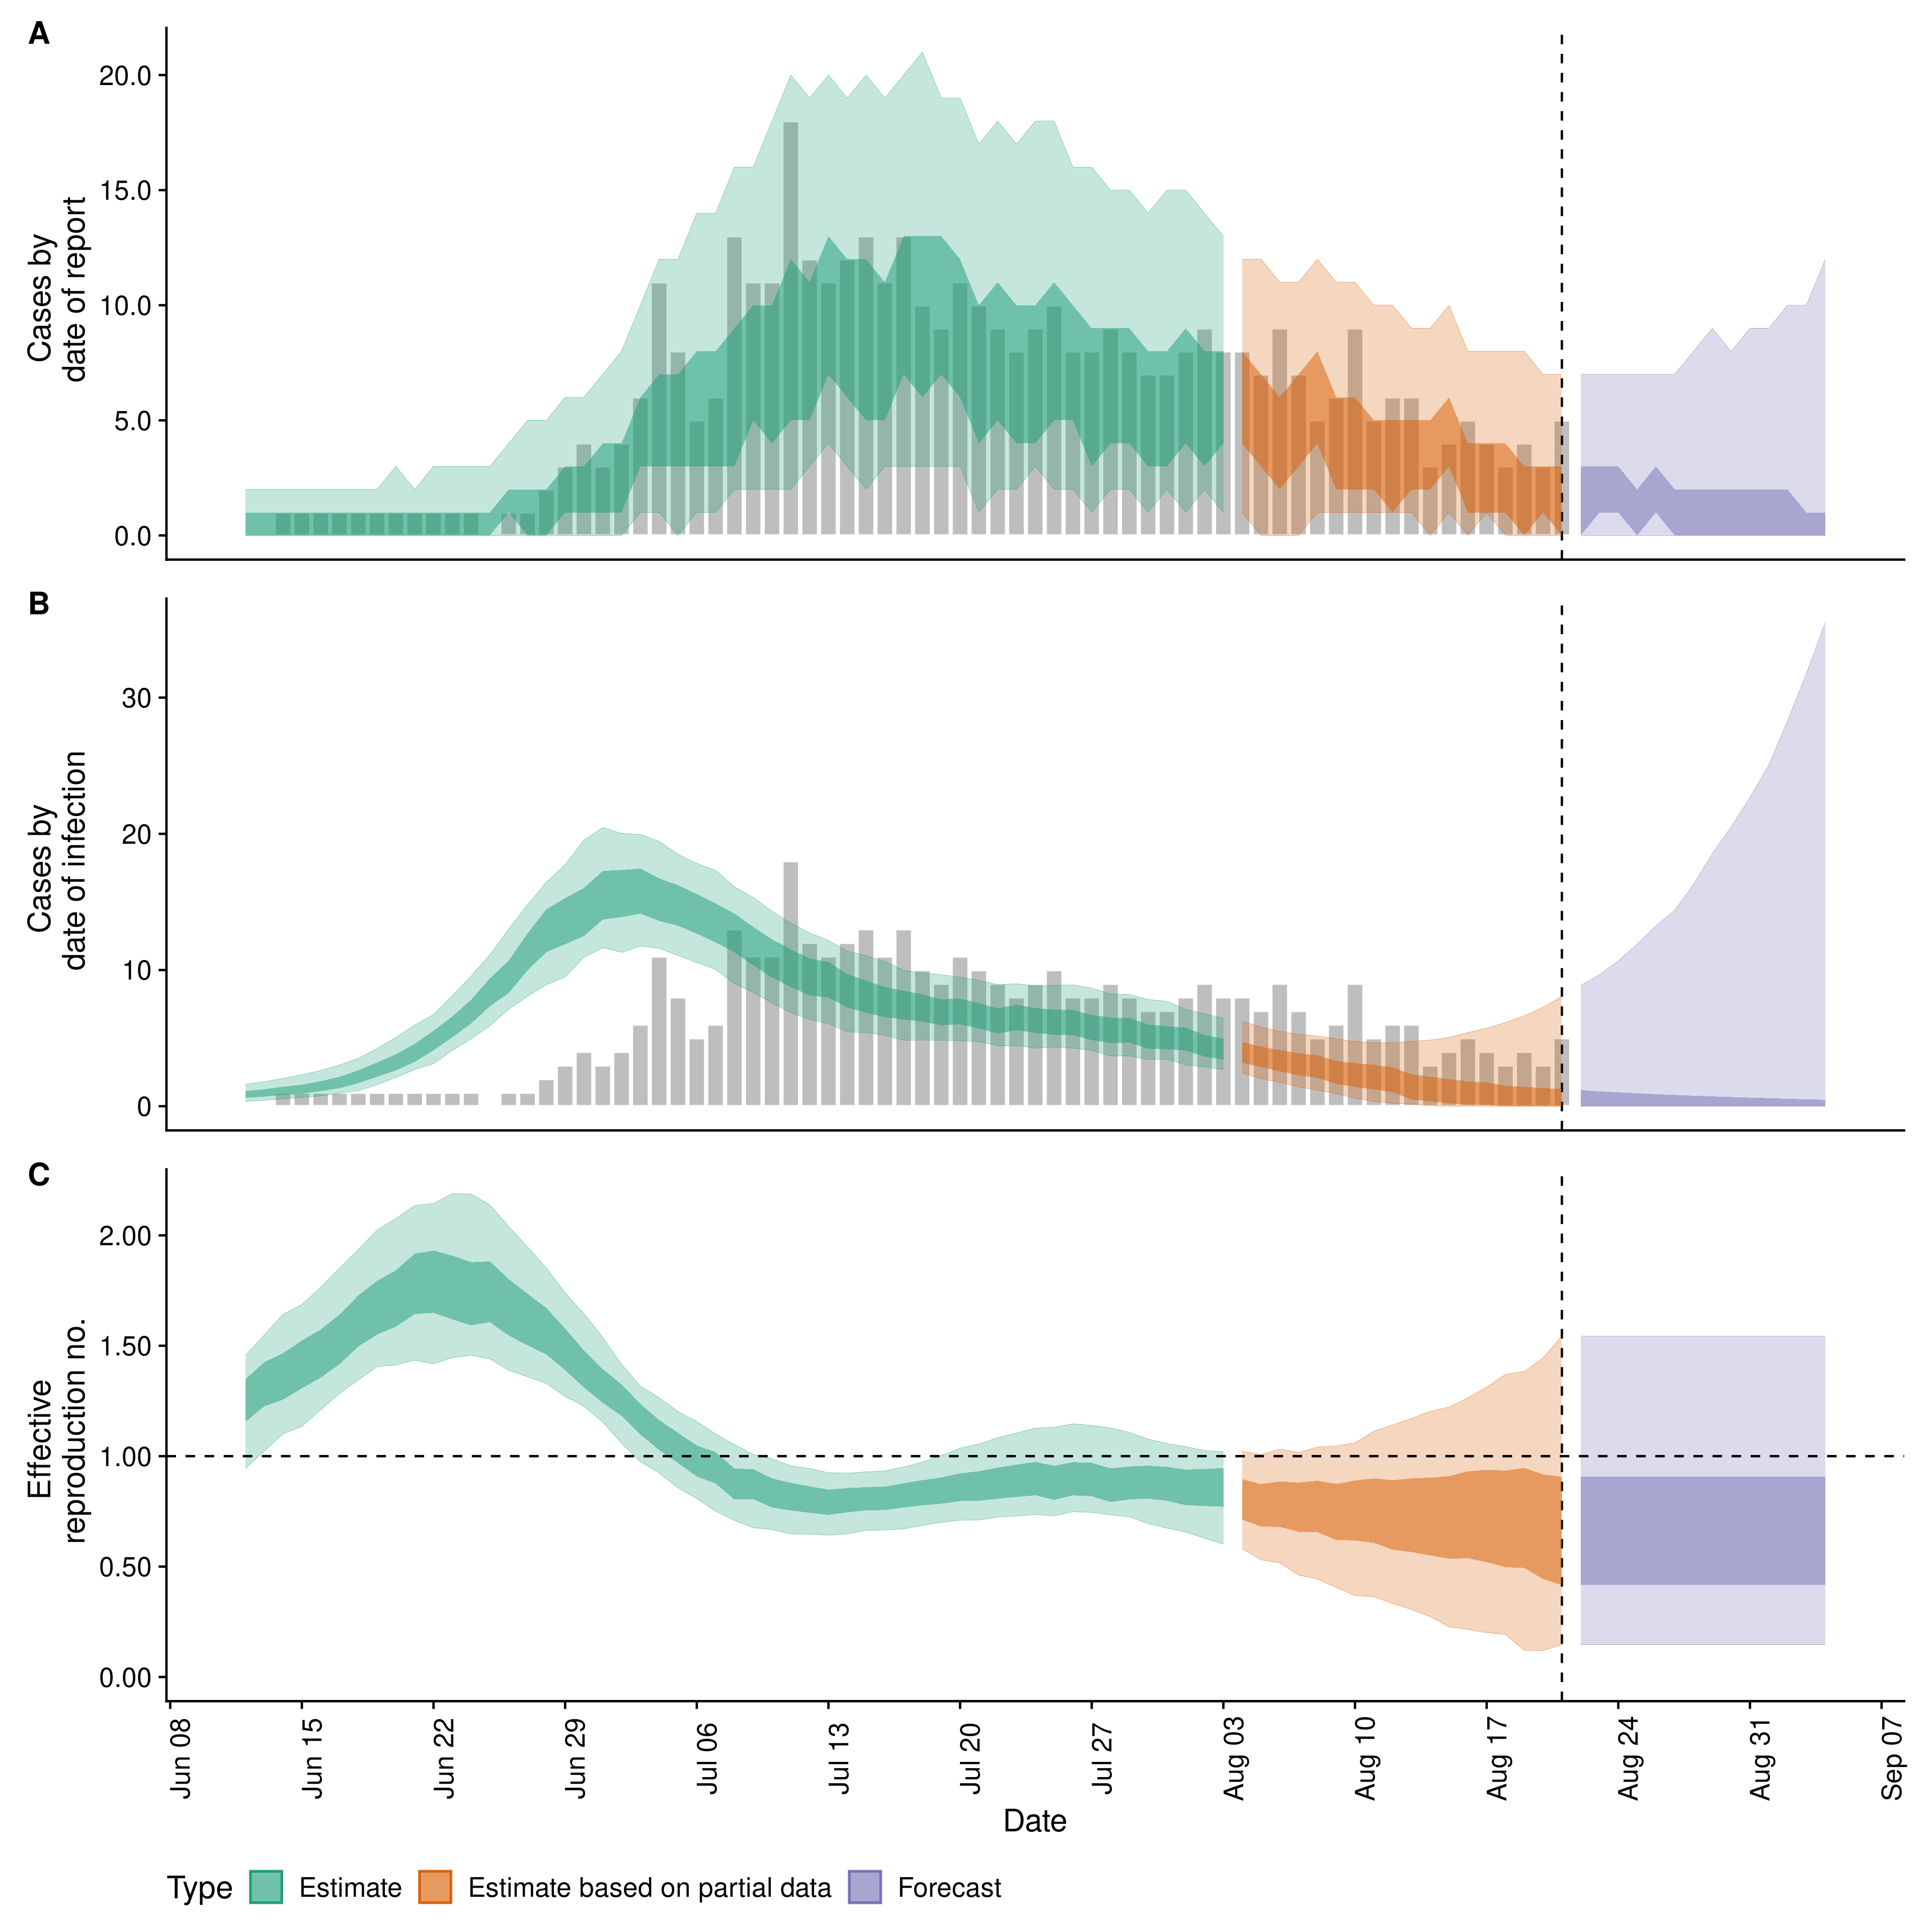 A
Cases by
date of report
20.0
15.0
10.0
5.0
0.0
B
Cases by
date of infection
30
20
10
0
C
Effective
reproduction no.
2.00
1.50
1.00
0.50
0.00
Jun 08
Jun 15
Jun 22
Jun 29
Jul 06
Jul 13
Jul 20
Jul 27
Aug 03
Aug 10
Aug 17
Aug 24
Aug 31
Sep 07
Date
Type Estimate Estimate based on partial data Forecast